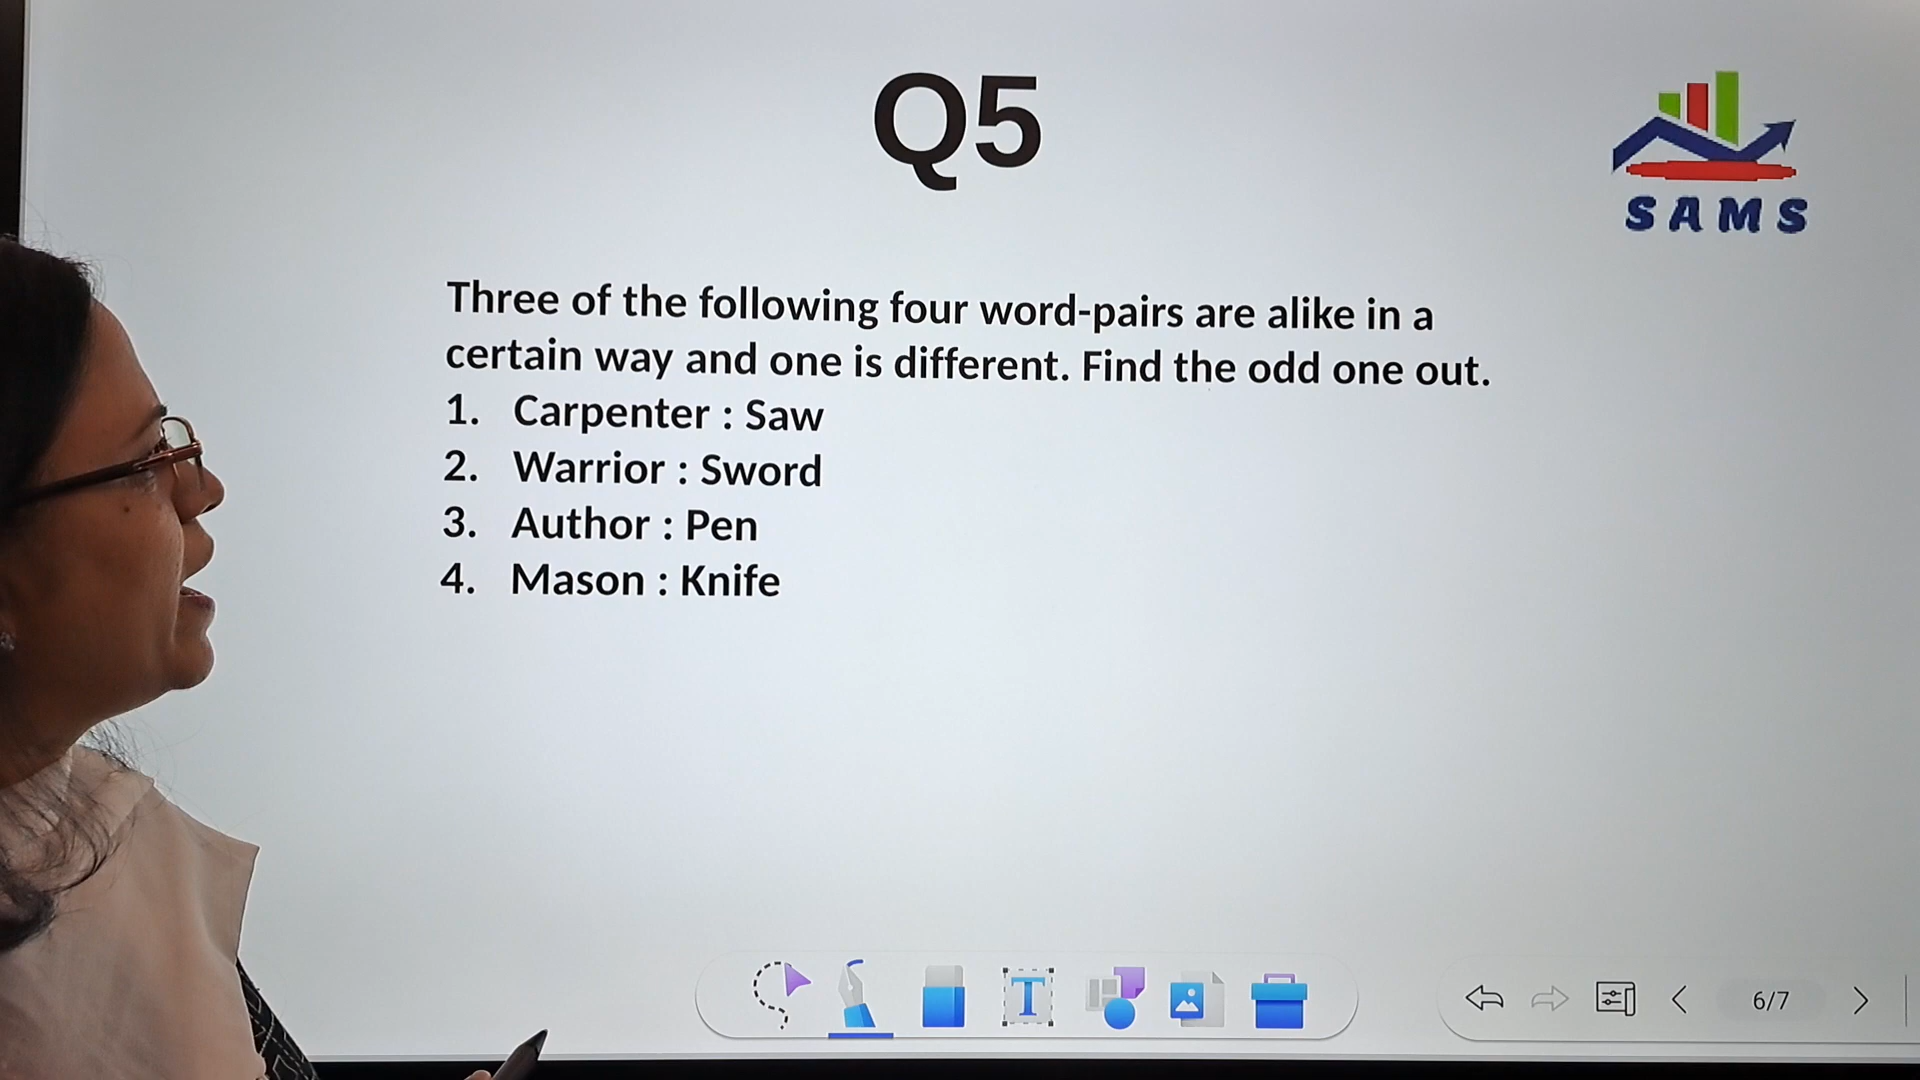 Q5
SAMS
Three of the following four word-pairs are alike in a
certain way and one is different. Find the odd one out.
1. Carpenter : Saw
2. Warrior : Sword
3. Author : Pen
4. Mason : Knife
T
6/7